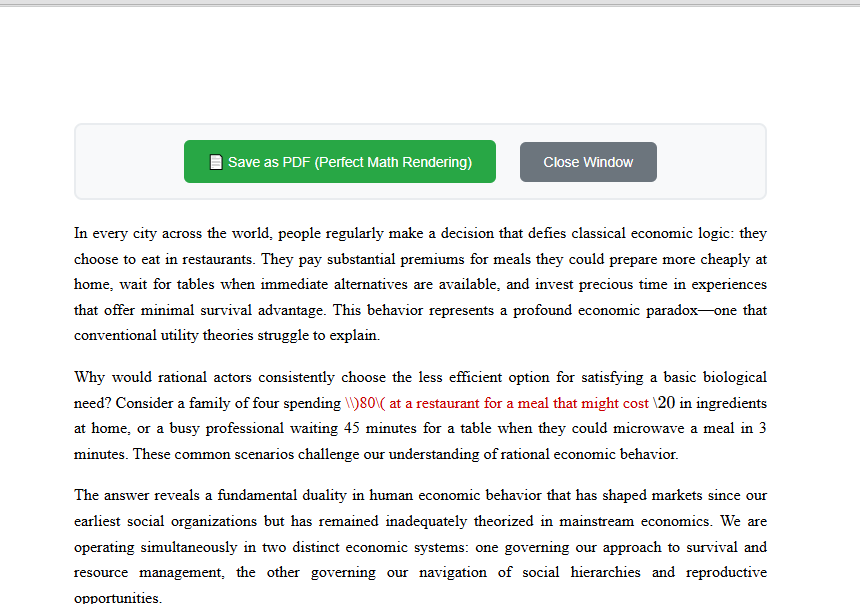 Save as PDF (Perfect Math Rendering)
Close Window
In every city across the world, people regularly make a decision that defies classical economic logic: they
choose to eat in restaurants. They pay substantial premiums for meals they could prepare more cheaply at
home, wait for tables when immediate alternatives are available, and invest precious time in experiences
that offer minimal survival advantage. This behavior represents a profound economic paradox—one that
conventional utility theories struggle to explain.
Why would rational actors consistently choose the less efficient option for satisfying a basic biological
need? Consider a family of four spending \\)80\( at a restaurant for a meal that might cost \20 in ingredients
at home, or a busy professional waiting 45 minutes for a table when they could microwave a meal in 3
minutes. These common scenarios challenge our understanding of rational economic behavior.
The answer reveals a fundamental duality in human economic behavior that has shaped markets since our
earliest social organizations but has remained inadequately theorized in mainstream economics. We are
operating simultaneously in two distinct economic systems: one governing our approach to survival and
resource management, the other governing our navigation of social hierarchies and reproductive
opportunities.